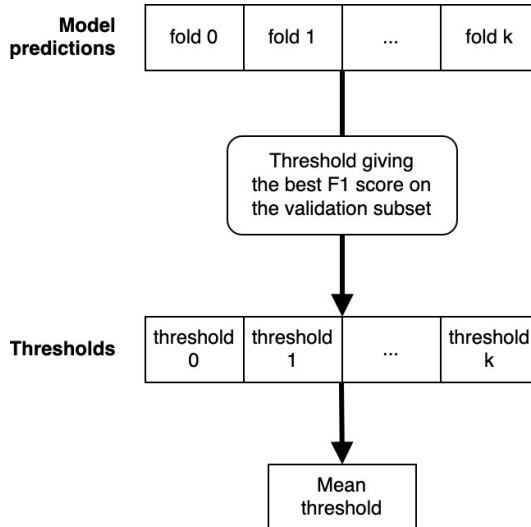 Model
predictions
fold 0
fold 1
...
fold k
Threshold giving
the best F1 score on
the validation subset
Thresholds
threshold
0
threshold
1
...
threshold
k
Mean
threshold